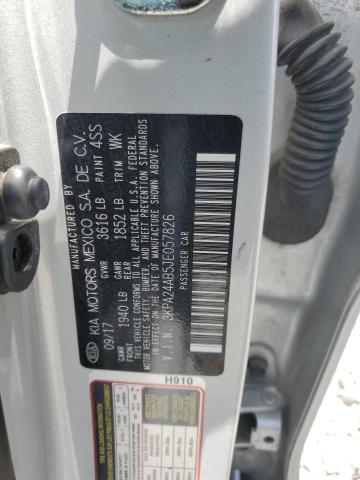 MANUFACTURED BY
KIA MOTORS MEXICO S.A. DE C.V.
09/17 GVWR 3616 LB PAINT 4SS
GAWR FRONT 1940 LB GAWR REAR 1852 LB TRIM WK
THIS VEHICLE CONFORMS TO ALL APPLICABLE U.S.A. FEDERAL
MOTOR VEHICLE SAFETY, BUMPER, AND THEFT PREVENTION STANDARDS
IN EFFECT ON THE DATE OF MANUFACTURE SHOWN ABOVE.
V.I.N. 3KPA24AB5JE057826
PASSENGER CAR
KIA
H910